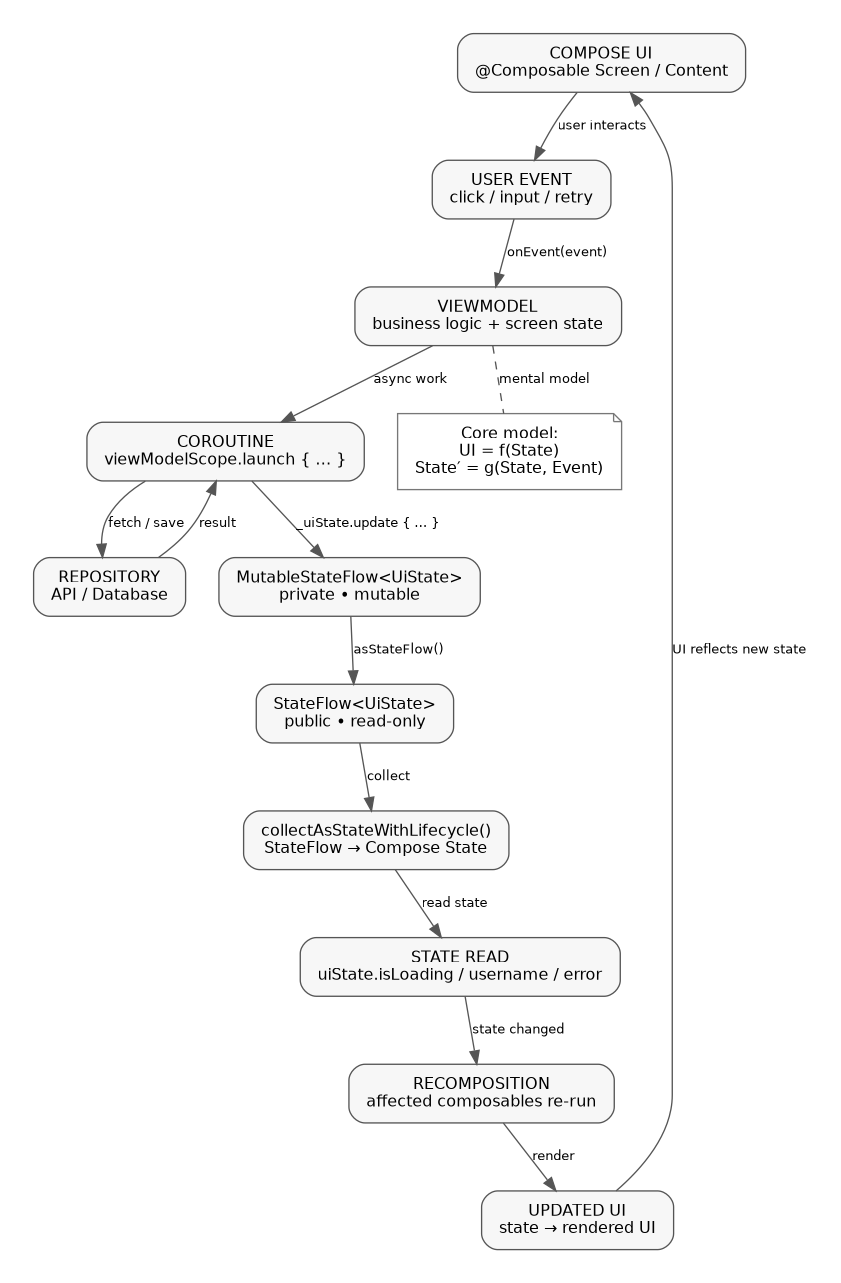 COMPOSE UI
@Composable Screen / Content
user interacts
USER EVENT
click / input / retry
onEvent(event)
VIEWMODEL
business logic + screen state
async work
mental model
Core model:
UI = f(State)
State′ = g(State, Event)
COROUTINE
viewModelScope.launch { … }
fetch / save
result
_uiState.update { … }
REPOSITORY
API / Database
MutableStateFlow<UiState>
private • mutable
asStateFlow()
StateFlow<UiState>
public • read-only
UI reflects new state
collect
collectAsStateWithLifecycle()
StateFlow → Compose State
read state
STATE READ
uiState.isLoading / username / error
state changed
RECOMPOSITION
affected composables re-run
render
UPDATED UI
state → rendered UI